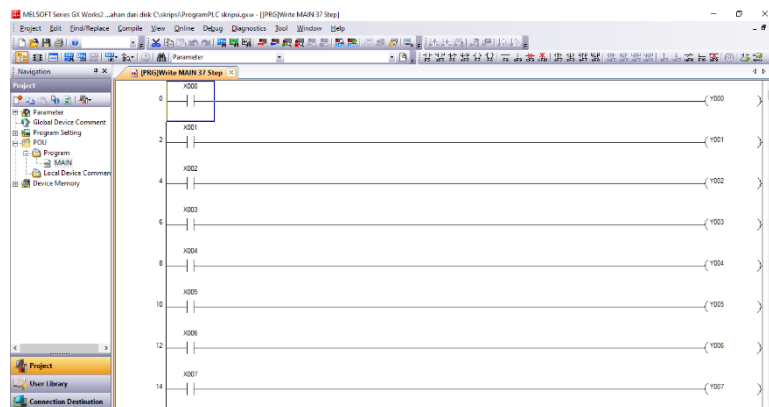 MELSOFT Series GX Works2 ...ahan dari disk C\skripsi\ProgramPLC skripsi.gxw - [[PRG]Write MAIN 37 Step]
Project Edit Find/Replace Compile View Online Debug Diagnostics Tool Window Help
Parameter
Navigation
[PRG]Write MAIN 37 Step
Project
Parameter
Global Device Comment
Program Setting
POU
Program
MAIN
Local Device Commen
Device Memory
Project
User Library
Connection Destination
X000
0 Y000
X001
2 Y001
X002
4 Y002
X003
6 Y003
X004
8 Y004
X005
10 Y005
X006
12 Y006
X007
14 Y007